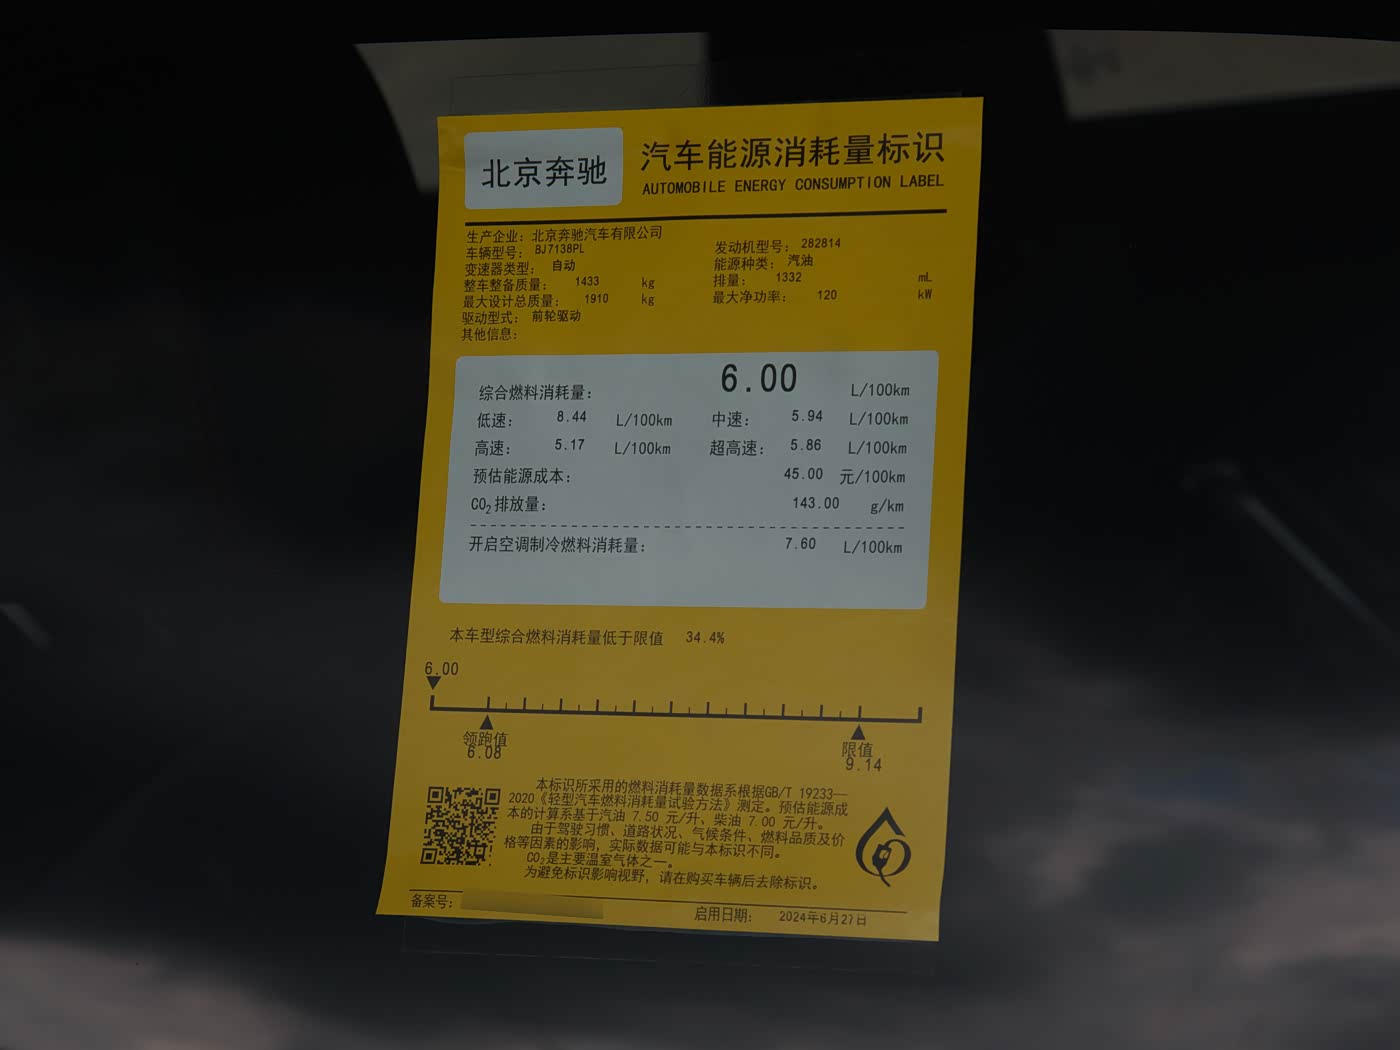 北京奔驰
汽车能源消耗量标识
AUTOMOBILE ENERGY CONSUMPTION LABEL
生产企业：北京奔驰汽车有限公司
车辆型号： BJ7138PL
发动机型号： 282814
变速器类型： 自动
能源种类： 汽油
整车整备质量： 1433 kg
排量： 1332 mL
最大设计总质量： 1910 kg
最大净功率： 120 kW
驱动型式： 前轮驱动
其他信息：
综合燃料消耗量： 6.00 L/100km
低速： 8.44 L/100km 中速： 5.94 L/100km
高速： 5.17 L/100km 超高速： 5.86 L/100km
预估能源成本： 45.00 元/100km
CO₂排放量： 143.00 g/km
开启空调制冷燃料消耗量： 7.60 L/100km
本车型综合燃料消耗量低于限值 34.4%
6.00
领跑值
6.08
限值
9.14
本标识所采用的燃料消耗量数据系根据GB/T 19233—
2020《轻型汽车燃料消耗量试验方法》测定。预估能源成
本的计算系基于汽油 7.50 元/升、柴油 7.00 元/升。
由于驾驶习惯、道路状况、气候条件、燃料品质及价
格等因素的影响，实际数据可能与本标识不同。
CO₂是主要温室气体之一。
为避免标识影响视野，请在购买车辆后去除标识。
备案号：
启用日期： 2024年6月27日